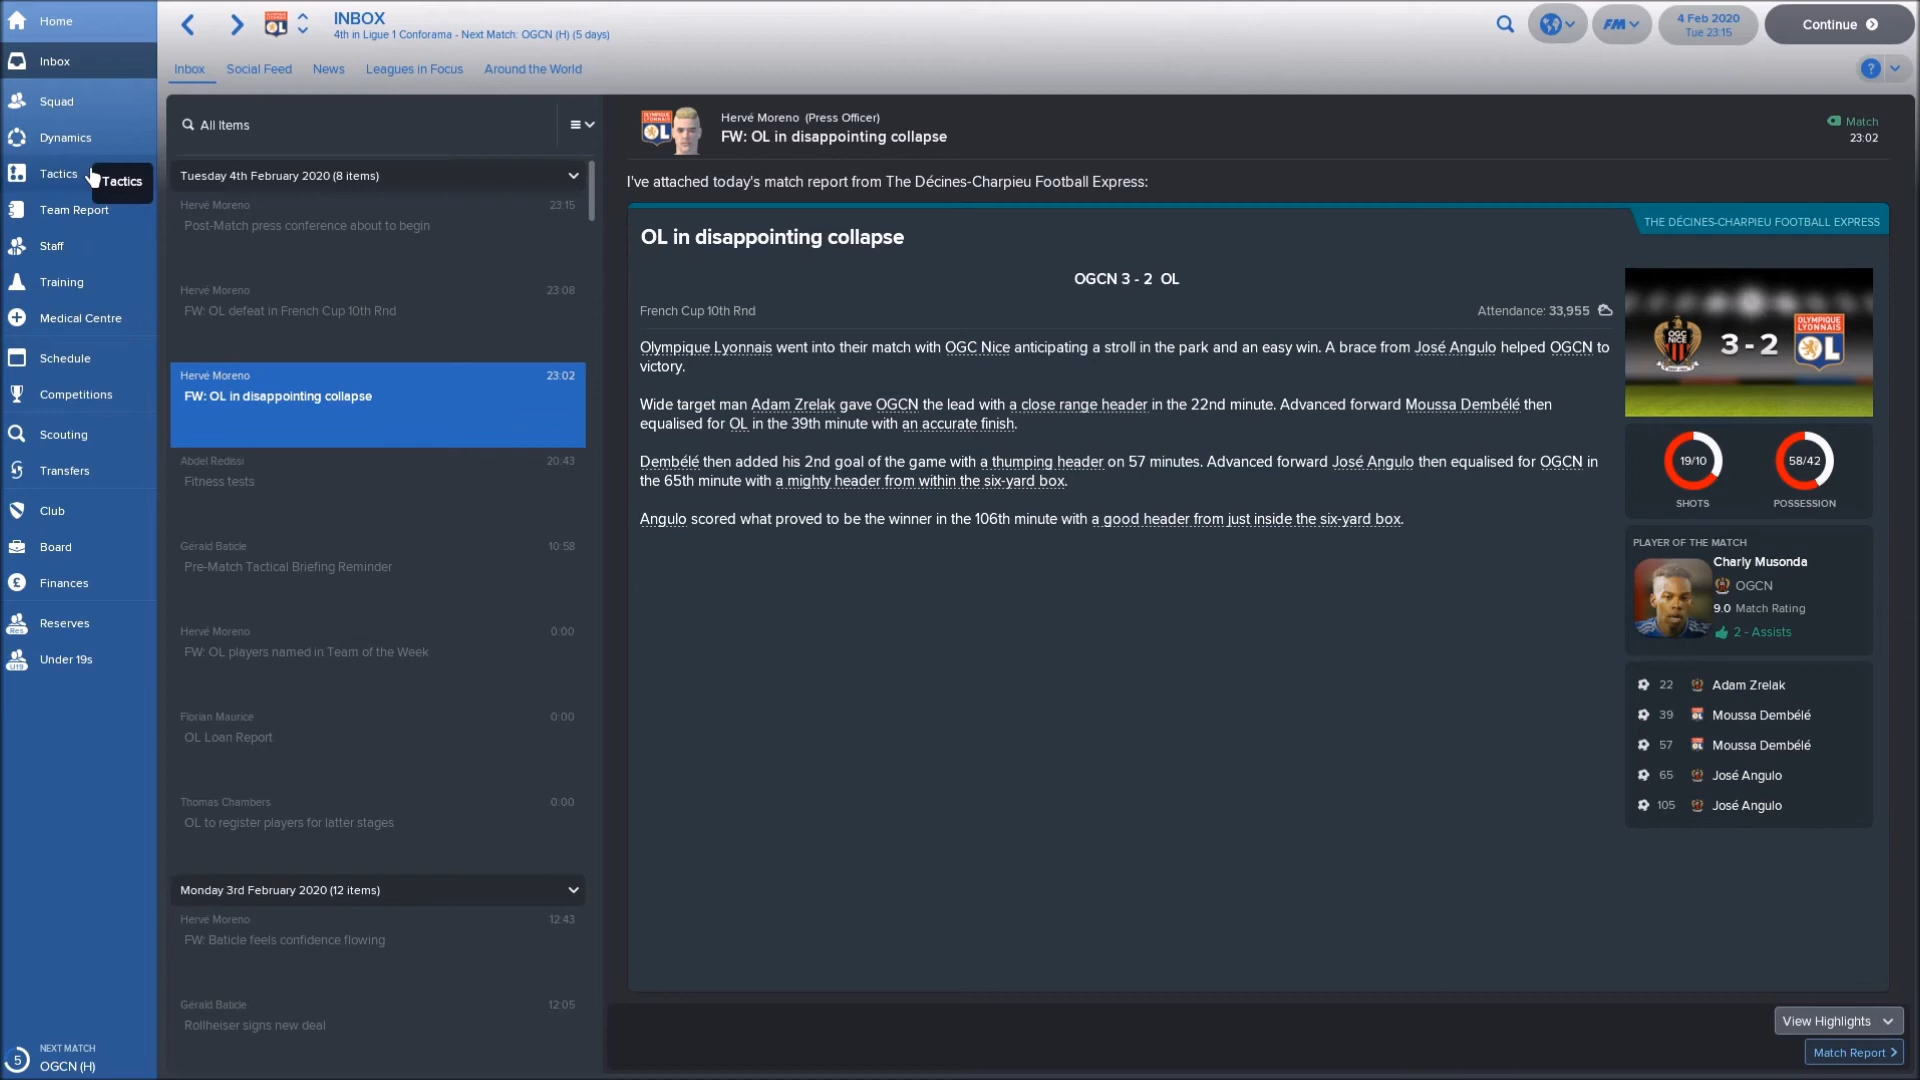 Home
Inbox
Squad
Dynamics
Tactics
Tactics
Team Report
Staff
Training
Medical Centre
Schedule
Competitions
Scouting
Transfers
Club
Board
Finances
Reserves
Under 19s
5
NEXT MATCH
OGCN (H)
INBOX
4th in Ligue 1 Conforama - Next Match: OGCN (H) (5 days)
FM
4 Feb 2020
Tue 23:15
Continue
Inbox Social Feed News Leagues in Focus Around the World
?
All Items
Tuesday 4th February 2020 (8 items)
Hervé Moreno 23:15
Post-Match press conference about to begin
Hervé Moreno 23:08
FW: OL defeat in French Cup 10th Rnd
Hervé Moreno 23:02
FW: OL in disappointing collapse
Abdel Redissi 20:43
Fitness tests
Gérald Baticle 10:58
Pre-Match Tactical Briefing Reminder
Hervé Moreno 0:00
FW: OL players named in Team of the Week
Florian Maurice 0:00
OL Loan Report
Thomas Chambers 0:00
OL to register players for latter stages
Monday 3rd February 2020 (12 items)
Hervé Moreno 12:43
FW: Baticle feels confidence flowing
Gérald Baticle 12:05
Rollheiser signs new deal
Hervé Moreno (Press Officer)
FW: OL in disappointing collapse
Match
23:02
I've attached today's match report from The Décines-Charpieu Football Express:
THE DÉCINES-CHARPIEU FOOTBALL EXPRESS
OL in disappointing collapse
OGCN 3 - 2 OL
French Cup 10th Rnd
Attendance: 33,955
Olympique Lyonnais went into their match with OGC Nice anticipating a stroll in the park and an easy win. A brace from José Angulo helped OGCN to
victory.
Wide target man Adam Zrelak gave OGCN the lead with a close range header in the 22nd minute. Advanced forward Moussa Dembélé then
equalised for OL in the 39th minute with an accurate finish.
Dembélé then added his 2nd goal of the game with a thumping header on 57 minutes. Advanced forward José Angulo then equalised for OGCN in
the 65th minute with a mighty header from within the six-yard box.
Angulo scored what proved to be the winner in the 106th minute with a good header from just inside the six-yard box.
OGC
NICE
3 - 2
OLYMPIQUE
LYONNAIS
OL
19/10
SHOTS
58/42
POSSESSION
PLAYER OF THE MATCH
Charly Musonda
OGCN
9.0 Match Rating
2 - Assists
22 Adam Zrelak
39 Moussa Dembélé
57 Moussa Dembélé
65 José Angulo
105 José Angulo
View Highlights
Match Report